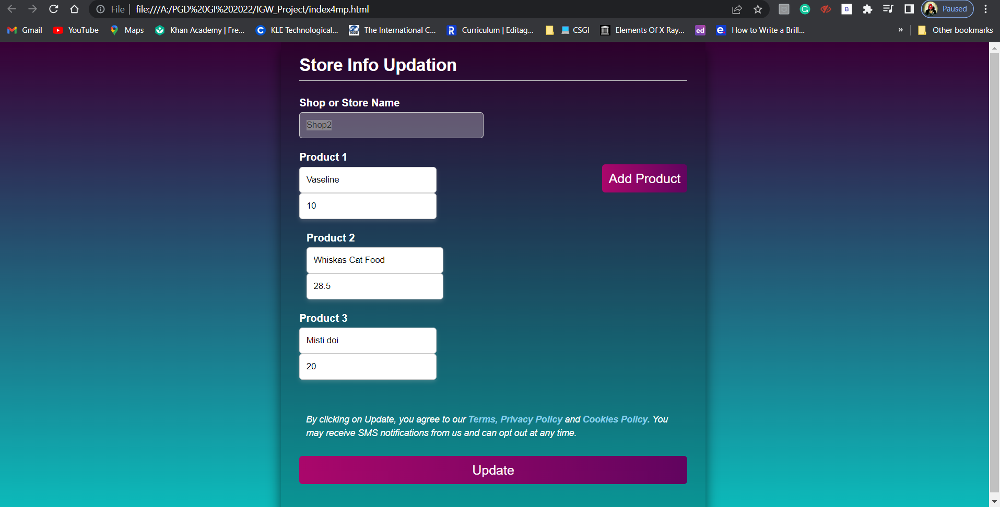 File file:///A:/PGD%20GI%202022/IGW_Project/index4mp.html Paused
Gmail YouTube Maps Khan Academy | Fre... KLE Technological... The International C... Curriculum | Editag... CSGI Elements Of X Ray... ed How to Write a Brill... » Other bookmarks
Store Info Updation
Shop or Store Name
Shop2
Product 1
Vaseline
Add Product
10
Product 2
Whiskas Cat Food
28.5
Product 3
Misti doi
20
By clicking on Update, you agree to our Terms, Privacy Policy and Cookies Policy. You
may receive SMS notifications from us and can opt out at any time.
Update